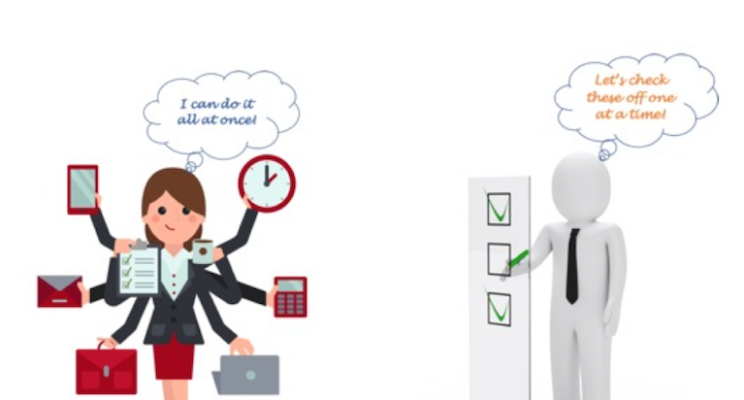 I can do it
all at once!
Let's check
these off one
at a time!